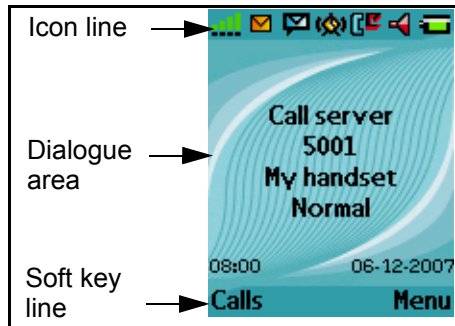 Icon line
Call server
5001
Dialogue area
My handset
Normal
08:00 06-12-2007
Soft key line
Calls Menu